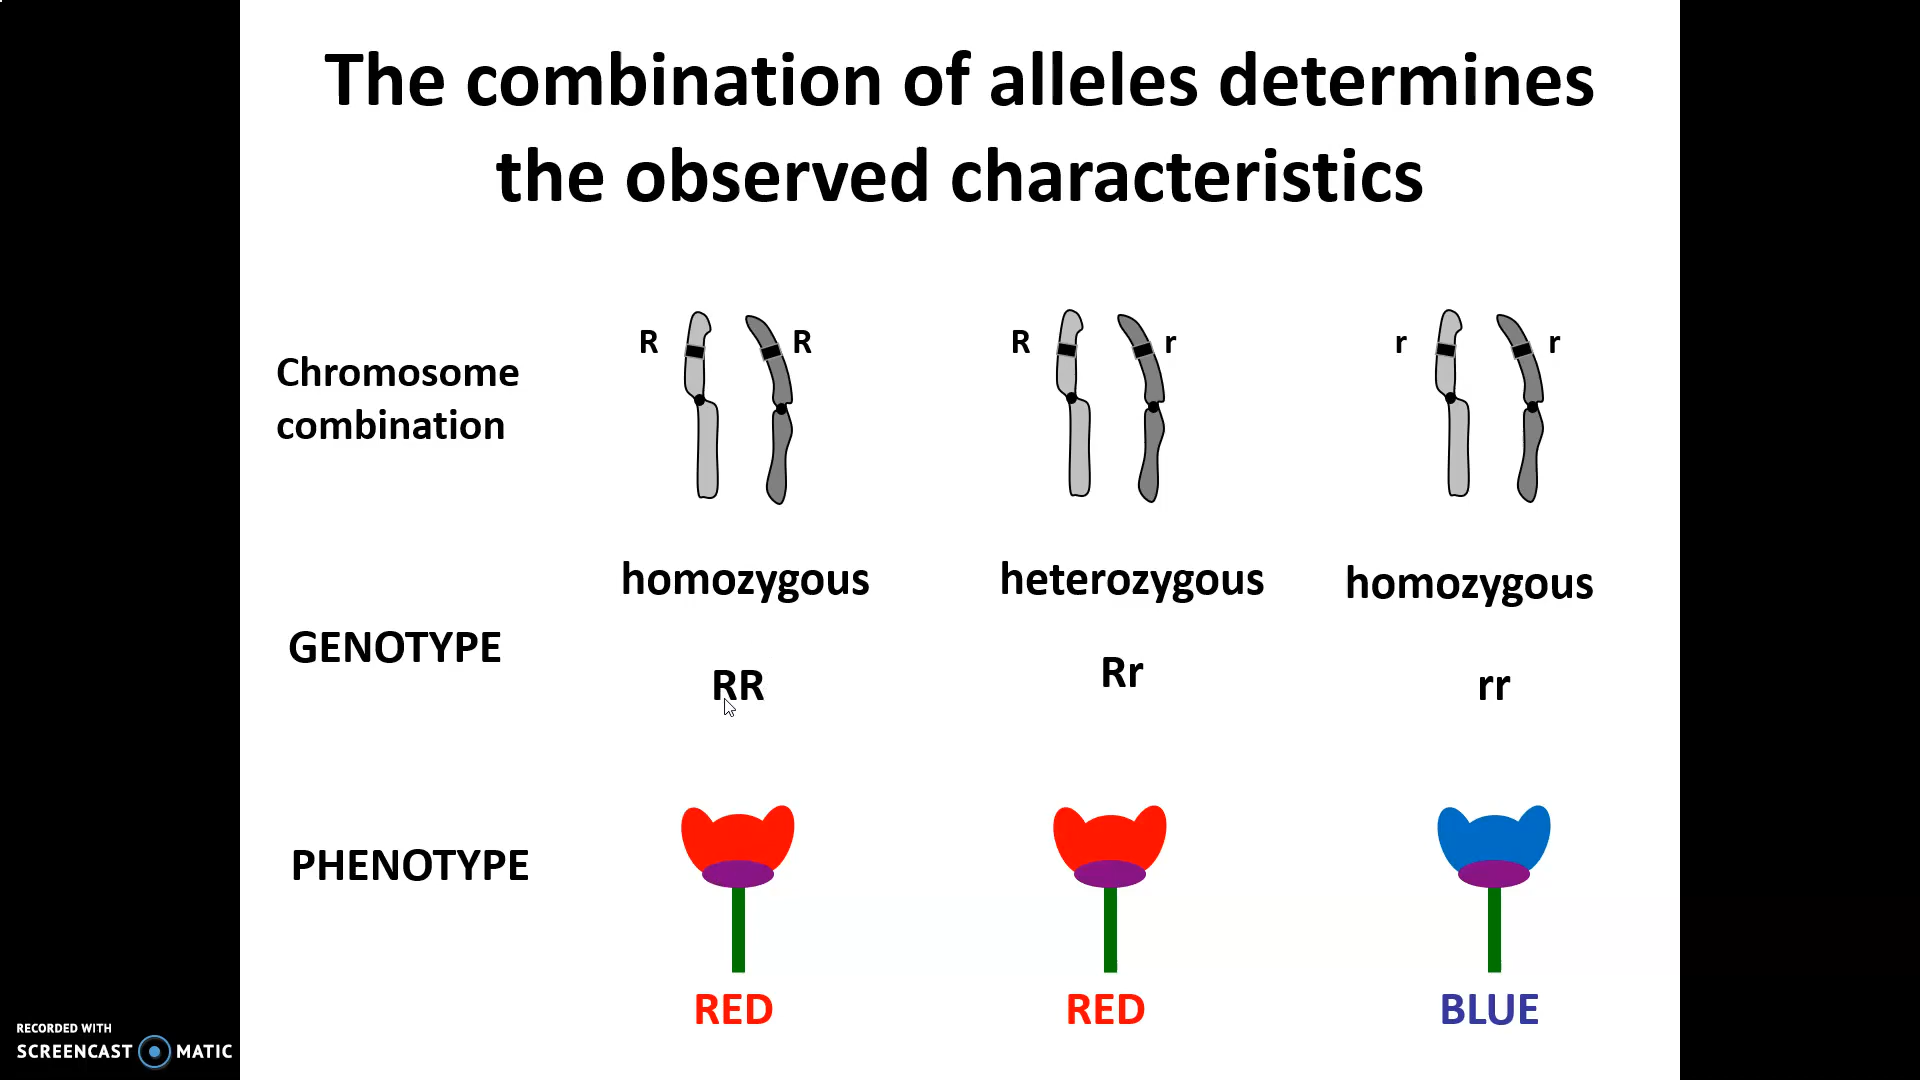 The combination of alleles determines
the observed characteristics
R R R r r r
Chromosome
combination
homozygous heterozygous homozygous
GENOTYPE
RR Rr rr
PHENOTYPE
RED RED BLUE
RECORDED WITH
SCREENCAST MATIC